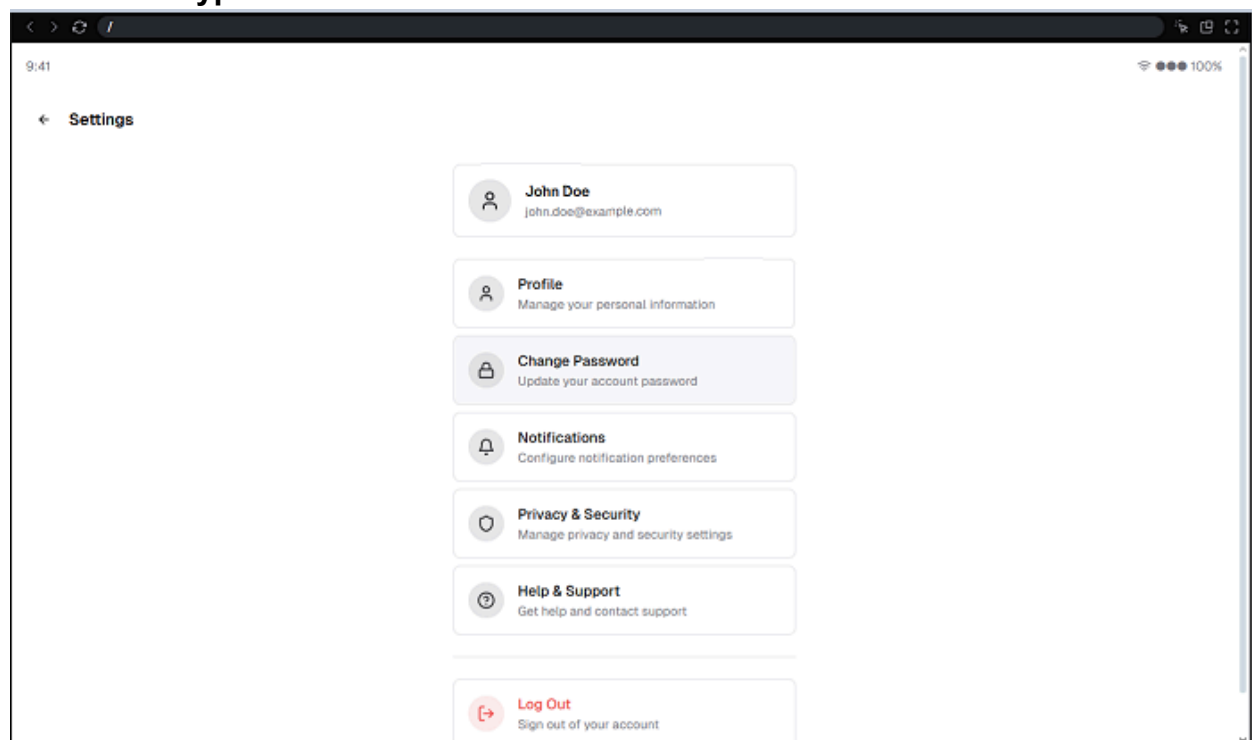 /
9:41
100%
Settings
John Doe
john.doe@example.com
Profile
Manage your personal information
Change Password
Update your account password
Notifications
Configure notification preferences
Privacy & Security
Manage privacy and security settings
Help & Support
Get help and contact support
Log Out
Sign out of your account